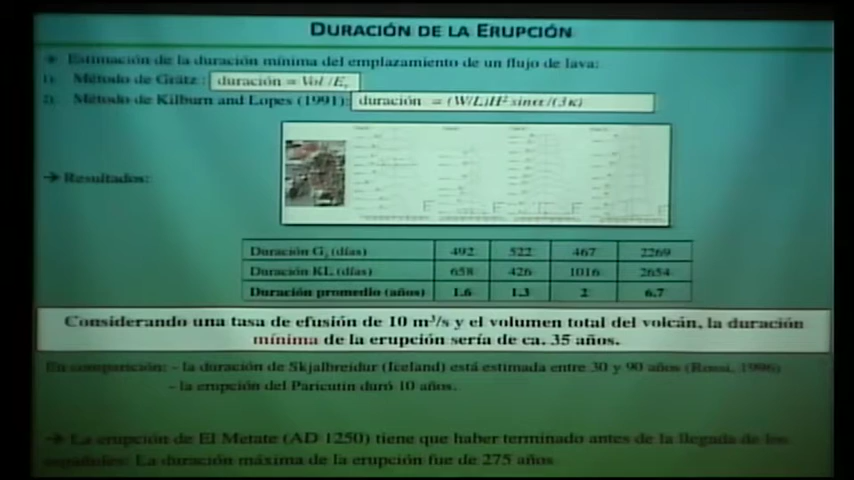 DURACIÓN DE LA ERUPCIÓN
Estimación de la duración mínima del emplazamiento de un flujo de lava:
1) Método de Grätz : duración = Vol /Er
2) Método de Kilburn and Lopes (1991): duración = (W/L)H² sinα/(3κ)
→ Resultados:
Duración Gz (días) 492 522 467 2269
Duración KL (días) 658 426 1016 2654
Duración promedio (años) 1.6 1.3 2 6.7
Considerando una tasa de efusión de 10 m³/s y el volumen total del volcán, la duración
mínima de la erupción sería de ca. 35 años.
En comparición: - la duración de Skjalbreidur (Iceland) está estimada entre 30 y 90 años (Rossi, 1996)
- la erupción del Paricutin duró 10 años.
→ La erupción de El Metate (AD 1250) tiene que haber terminado antes de la llegada de los
españoles: La duración máxima de la erupción fue de 275 años